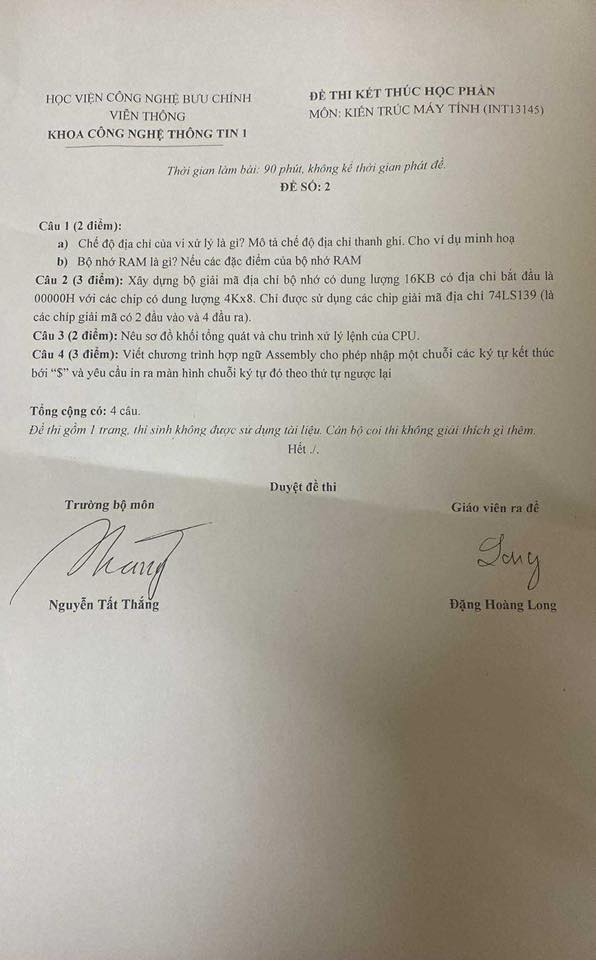 HỌC VIỆN CÔNG NGHỆ BƯU CHÍNH
VIỄN THÔNG
KHOA CÔNG NGHỆ THÔNG TIN 1
ĐỀ THI KẾT THÚC HỌC PHẦN
MÔN: KIẾN TRÚC MÁY TÍNH (INT13145)
Thời gian làm bài: 90 phút, không kể thời gian phát đề.
ĐỀ SỐ: 2
Câu 1 (2 điểm):
a) Chế độ địa chỉ của vi xử lý là gì? Mô tả chế độ địa chỉ thanh ghi. Cho ví dụ minh hoạ
b) Bộ nhớ RAM là gì? Nêu các đặc điểm của bộ nhớ RAM
Câu 2 (3 điểm): Xây dựng bộ giải mã địa chỉ bộ nhớ có dung lượng 16KB có địa chỉ bắt đầu là
00000H với các chip có dung lượng 4Kx8. Chỉ được sử dụng các chip giải mã địa chỉ 74LS139 (là
các chíp giải mã có 2 đầu vào và 4 đầu ra).
Câu 3 (2 điểm): Nêu sơ đồ khối tổng quát và chu trình xử lý lệnh của CPU.
Câu 4 (3 điểm): Viết chương trình hợp ngữ Assembly cho phép nhập một chuỗi các ký tự kết thúc
bởi “$” và yêu cầu in ra màn hình chuỗi ký tự đó theo thứ tự ngược lại
Tổng cộng có: 4 câu.
Đề thi gồm 1 trang, thí sinh không được sử dụng tài liệu. Cán bộ coi thi không giải thích gì thêm.
Hết ./.
Duyệt đề thi
Trưởng bộ môn
Giáo viên ra đề
Thắng
Long
Nguyễn Tất Thắng
Đặng Hoàng Long